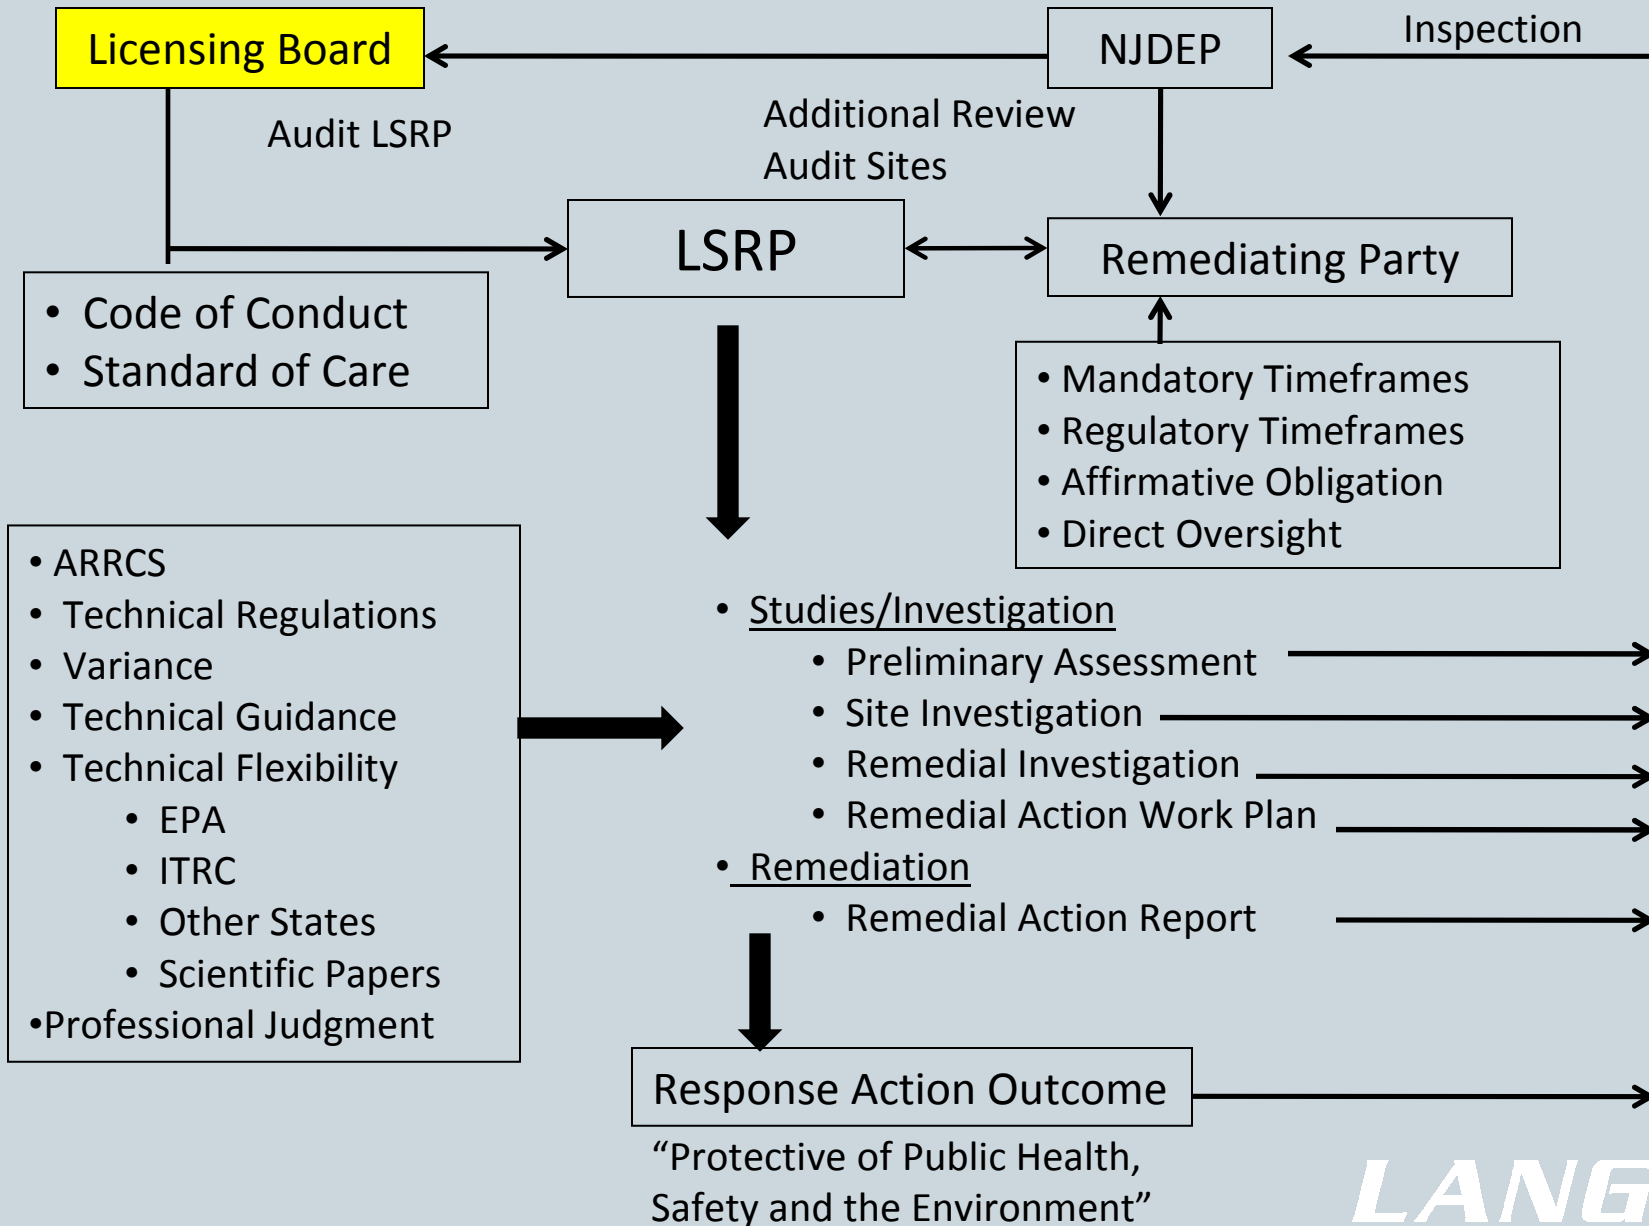 Licensing Board
NJDEP
Inspection
Audit LSRP
Additional Review
Audit Sites
LSRP
Remediating Party
• Code of Conduct
• Standard of Care
• Mandatory Timeframes
• Regulatory Timeframes
• Affirmative Obligation
• Direct Oversight
• ARRCS
• Technical Regulations
• Variance
• Technical Guidance
• Technical Flexibility
• EPA
• ITRC
• Other States
• Scientific Papers
•Professional Judgment
• Studies/Investigation
• Preliminary Assessment
• Site Investigation
• Remedial Investigation
• Remedial Action Work Plan
• Remediation
• Remedial Action Report
Response Action Outcome
“Protective of Public Health,
Safety and the Environment”
LANG